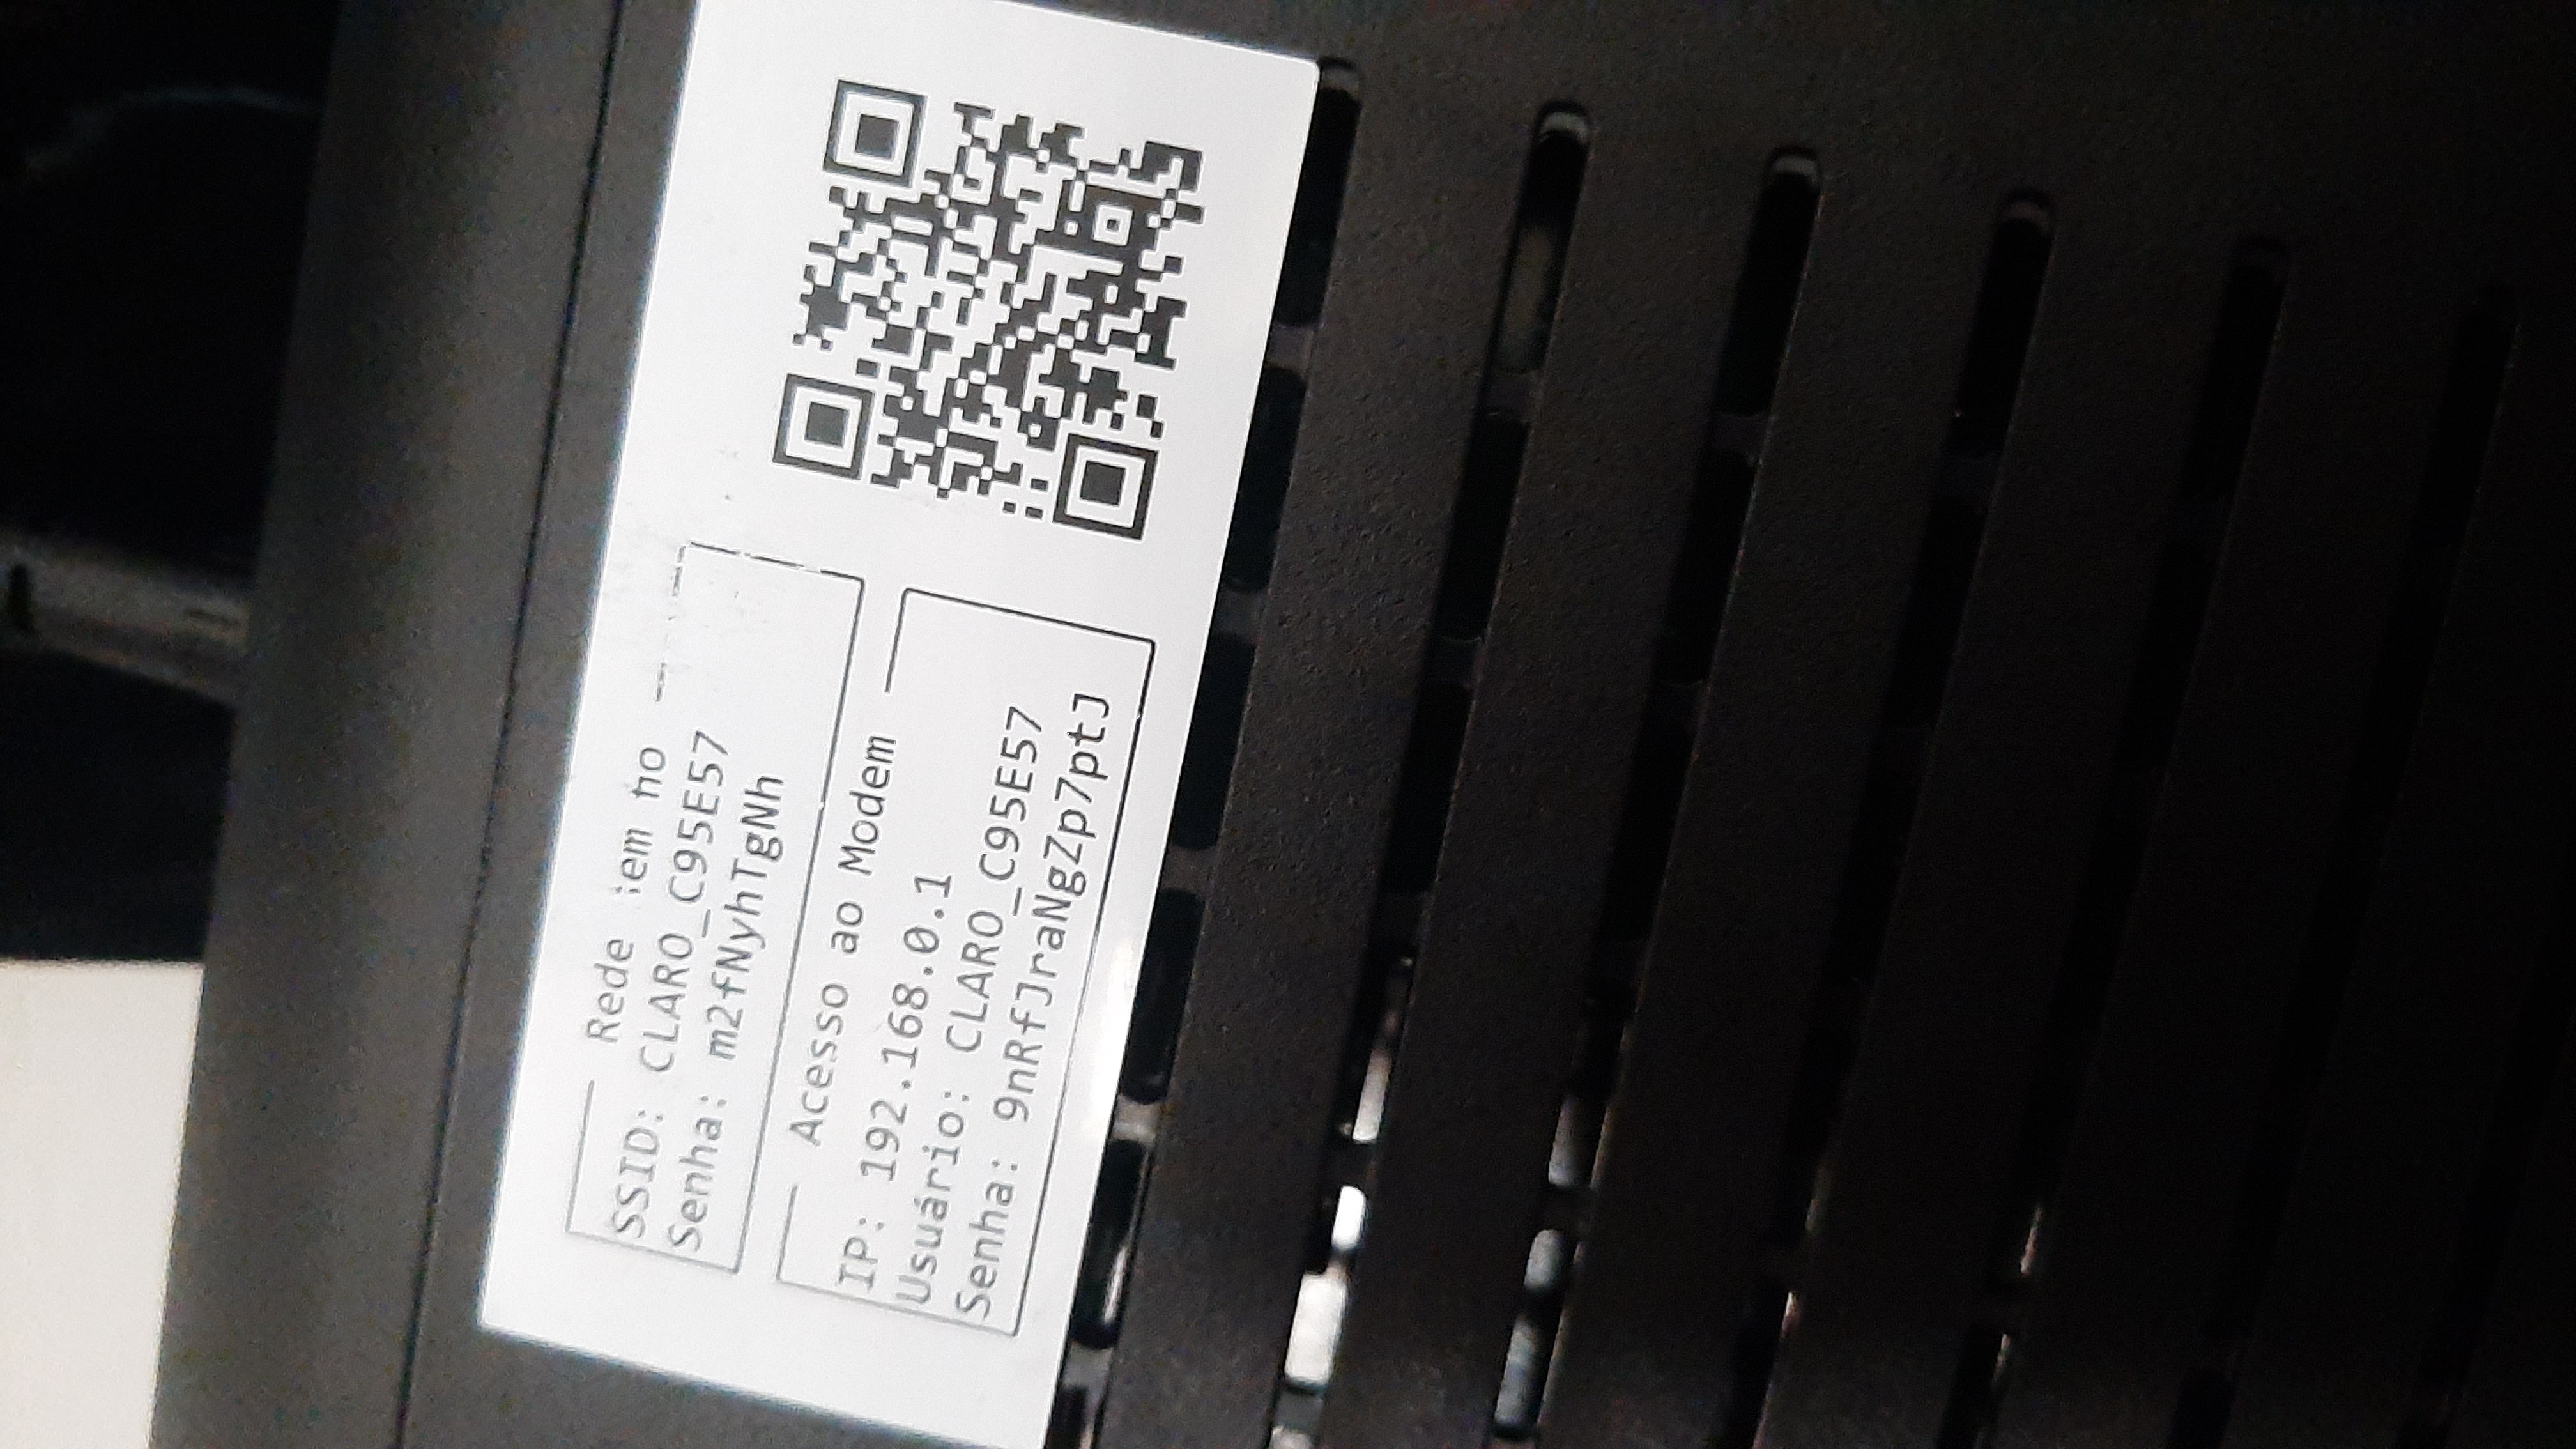 Rede
SSID: CLARO_C95E57
Senha: m2fNyhTgNh
Acesso ao Modem
IP: 192.168.0.1
Usuário: CLARO_C95E57
Senha: 9nRfJraNgZp7ptJ